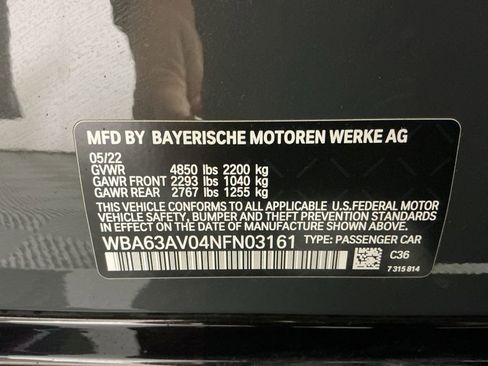 MFD BY BAYERISCHE MOTOREN WERKE AG
05/22
GVWR 4850 lbs 2200 kg
GAWR FRONT 2293 lbs 1040 kg
GAWR REAR 2767 lbs 1255 kg
THIS VEHICLE CONFORMS TO ALL APPLICABLE U.S.FEDERAL MOTOR
VEHICLE SAFETY, BUMPER AND THEFT PREVENTION STANDARDS
IN EFFECT ON THE DATE OF MANUFACTURE SHOWN ABOVE.
WBA63AV04NFN03161 TYPE: PASSENGER CAR
C36
7 315 814